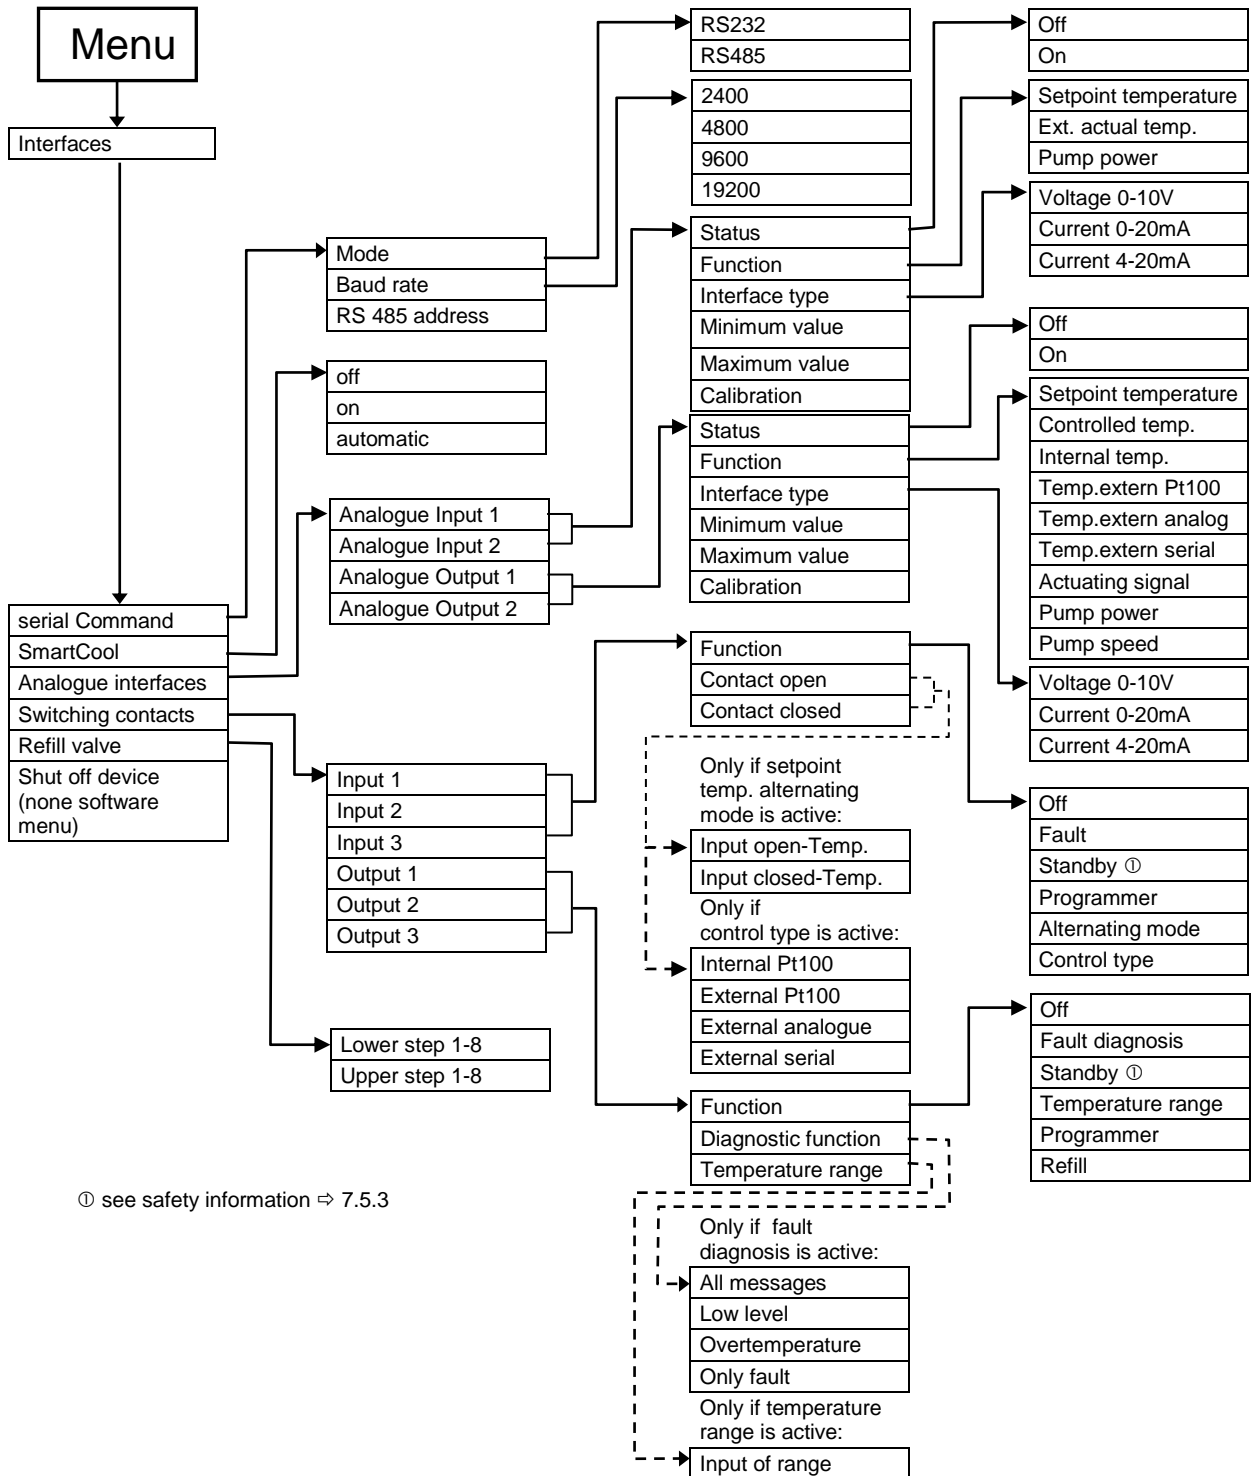 Menu
Interfaces
serial Command
SmartCool
Analogue interfaces
Switching contacts
Refill valve
Shut off device
(none software
menu)
Mode
Baud rate
RS 485 address
off
on
automatic
Analogue Input 1
Analogue Input 2
Analogue Output 1
Analogue Output 2
Input 1
Input 2
Input 3
Output 1
Output 2
Output 3
Lower step 1-8
Upper step 1-8
RS232
RS485
2400
4800
9600
19200
Status
Function
Interface type
Minimum value
Maximum value
Calibration
Status
Function
Interface type
Minimum value
Maximum value
Calibration
Function
Contact open
Contact closed
Only if setpoint
temp. alternating
mode is active:
Input open-Temp.
Input closed-Temp.
Only if
control type is active:
Internal Pt100
External Pt100
External analogue
External serial
Function
Diagnostic function
Temperature range
Only if fault
diagnosis is active:
All messages
Low level
Overtemperature
Only fault
Only if temperature
range is active:
Input of range
Off
On
Setpoint temperature
Ext. actual temp.
Pump power
Voltage 0-10V
Current 0-20mA
Current 4-20mA
Off
On
Setpoint temperature
Controlled temp.
Internal temp.
Temp.extern Pt100
Temp.extern analog
Temp.extern serial
Actuating signal
Pump power
Pump speed
Voltage 0-10V
Current 0-20mA
Current 4-20mA
Off
Fault
Standby ①
Programmer
Alternating mode
Control type
Off
Fault diagnosis
Standby ①
Temperature range
Programmer
Refill
① see safety information ⇨ 7.5.3